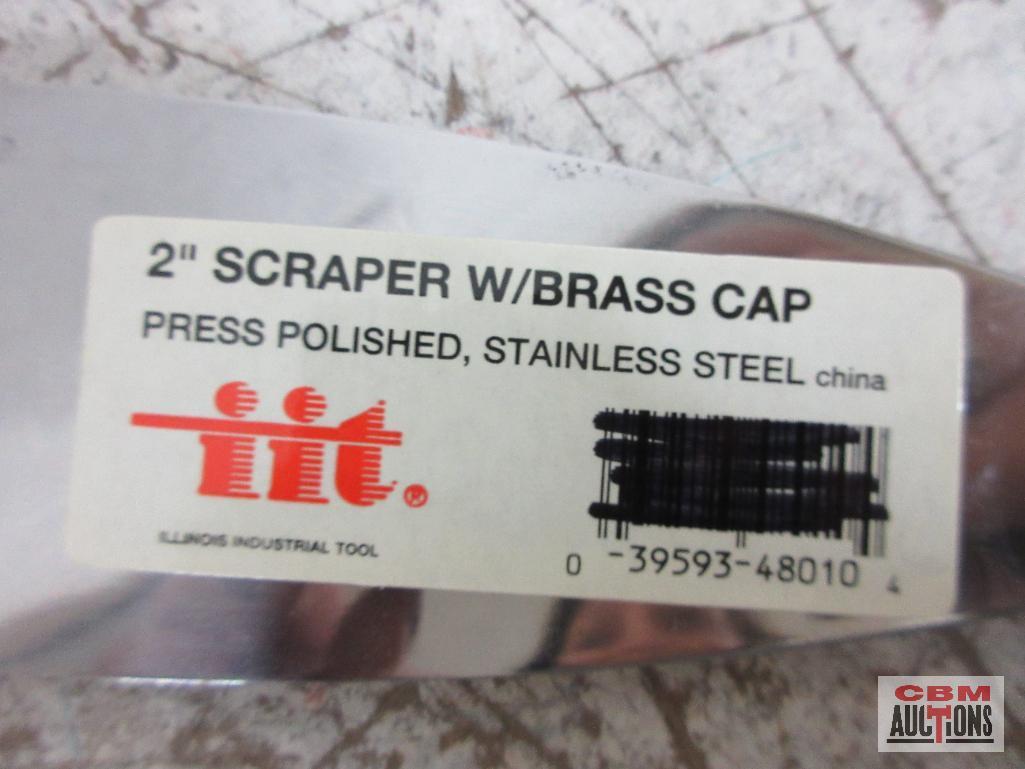 2" SCRAPER W/BRASS CAP
PRESS POLISHED, STAINLESS STEEL china
iit®
ILLINOIS INDUSTRIAL TOOL
0 -39593-48010 4
CBM
AUCTIONS